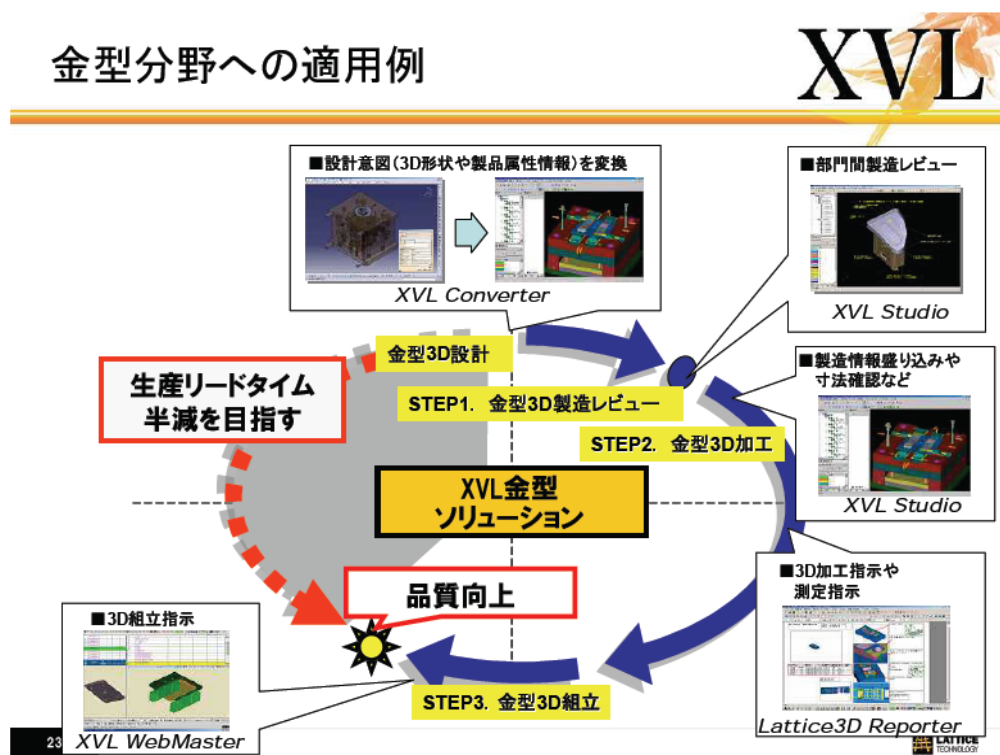 金型分野への適用例
XVL
■設計意図(3D形状や製品属性情報)を変換
XVL Converter
■部門間製造レビュー
XVL Studio
金型3D設計
生産リードタイム
半減を目指す
STEP1. 金型3D製造レビュー
STEP2. 金型3D加工
■製造情報盛り込みや
寸法確認など
XVL Studio
XVL金型
ソリューション
■3D加工指示や
測定指示
Lattice3D Reporter
品質向上
■3D組立指示
XVL WebMaster
STEP3. 金型3D組立
23
LATTICE
TECHNOLOGY